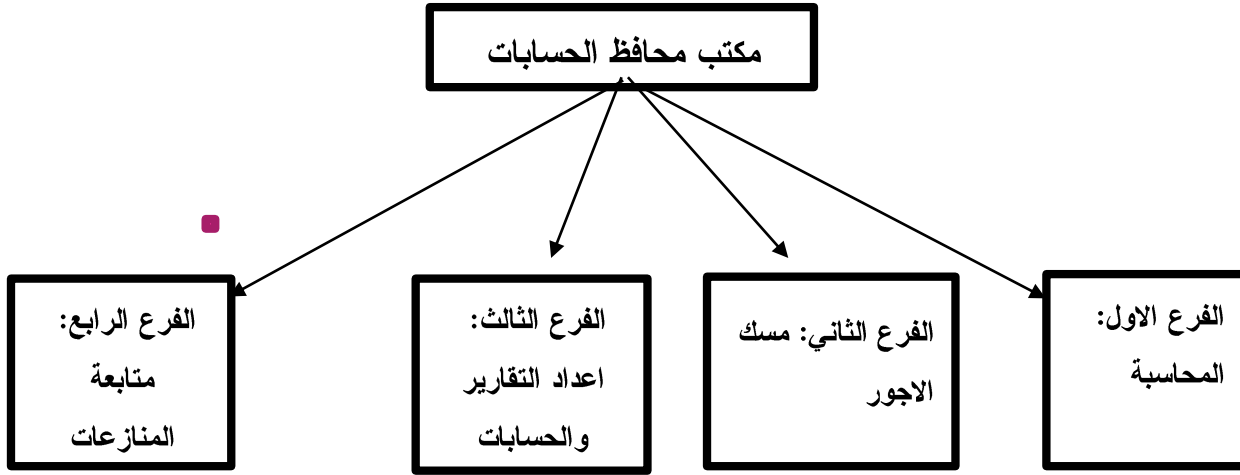 مكتب محافظ الحسابات
الفرع الاول:
المحاسبة
الفرع الثاني: مسك
الاجور
الفرع الثالث:
اعداد التقارير
والحسابات
الفرع الرابع:
متابعة
المنازعات